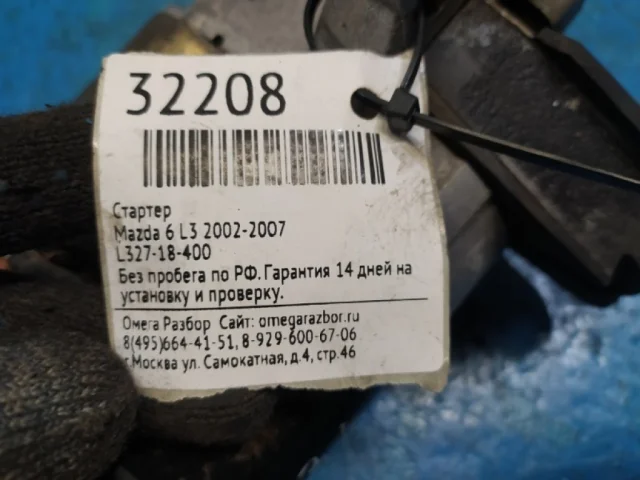 32208
Стартер
Mazda 6 L3 2002-2007
L327-18-400
Без пробега по РФ. Гарантия 14 дней на
установку и проверку.
Омега Разбор Сайт: omegarazbor.ru
8(495)664-41-51, 8-929-600-67-06
г.Москва ул. Самокатная, д.4, стр.46